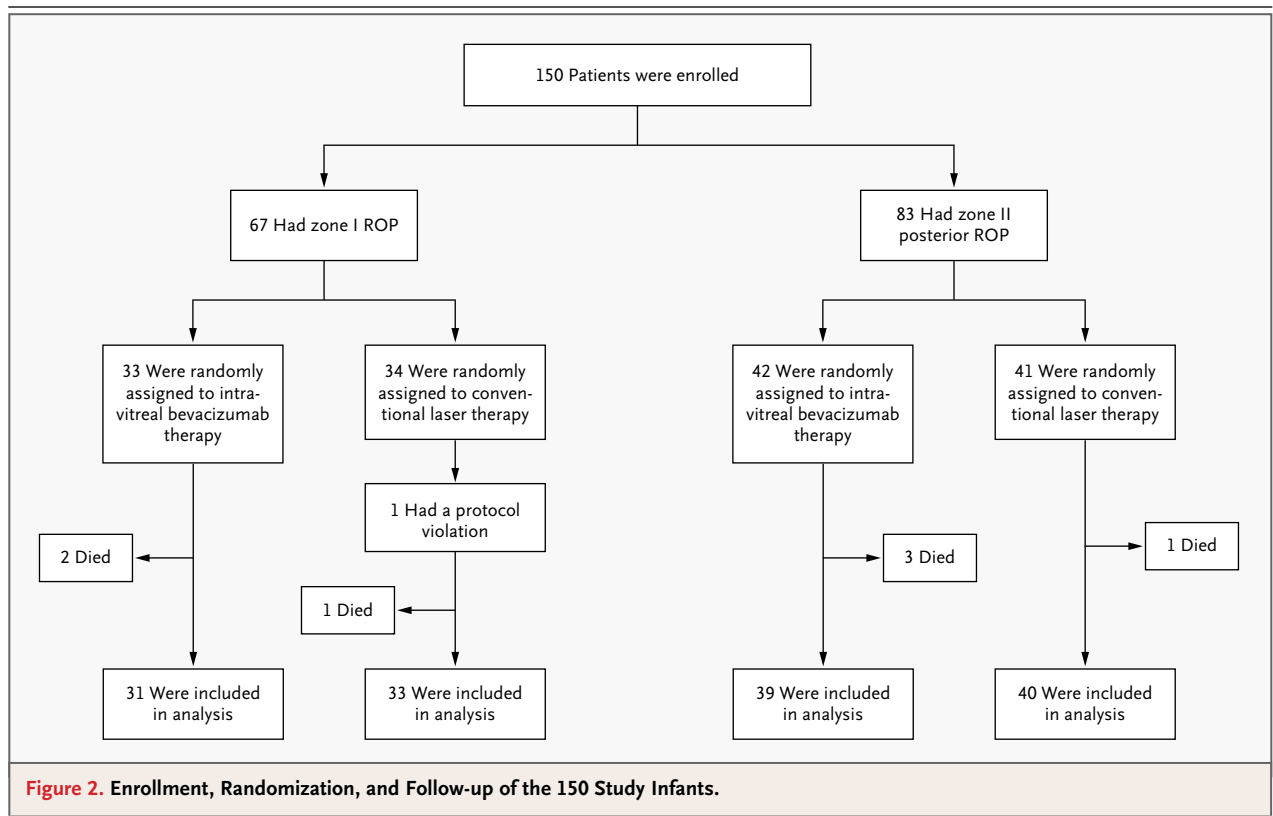 150 Patients were enrolled
67 Had zone I ROP
83 Had zone II
posterior ROP
33 Were randomly
assigned to intra-
vitreal bevacizumab
therapy
34 Were randomly
assigned to conven-
tional laser therapy
42 Were randomly
assigned to intra-
vitreal bevacizumab
therapy
41 Were randomly
assigned to conven-
tional laser therapy
1 Had a protocol
violation
2 Died
1 Died
3 Died
1 Died
31 Were included
in analysis
33 Were included
in analysis
39 Were included
in analysis
40 Were included
in analysis
Figure 2. Enrollment, Randomization, and Follow-up of the 150 Study Infants.